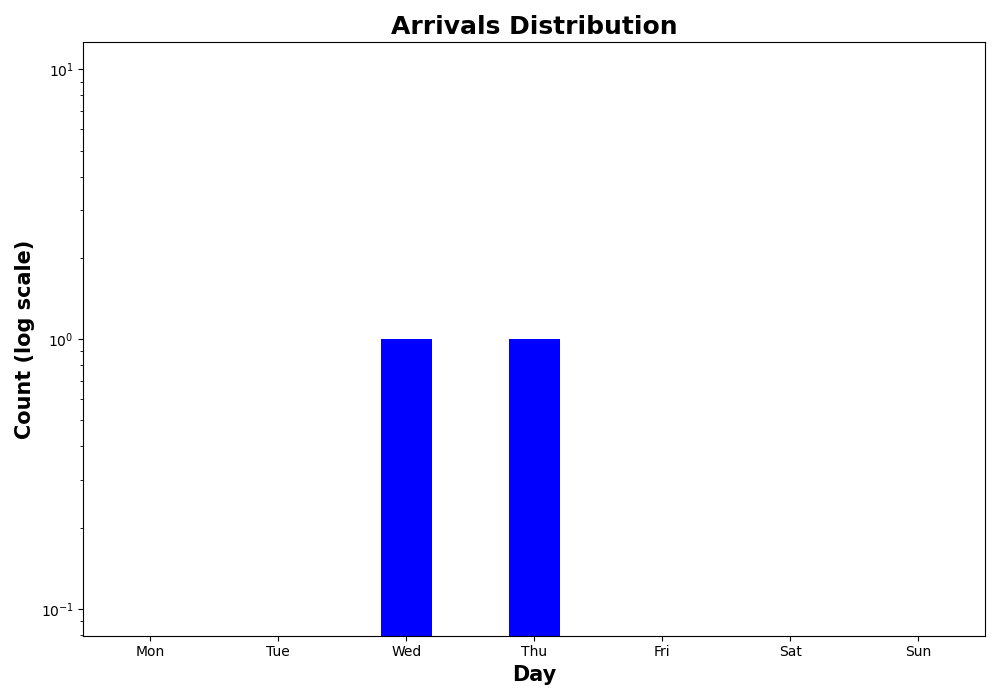 Arrivals Distribution
10¹
10⁰
10⁻¹
Count (log scale)
Mon Tue Wed Thu Fri Sat Sun
Day